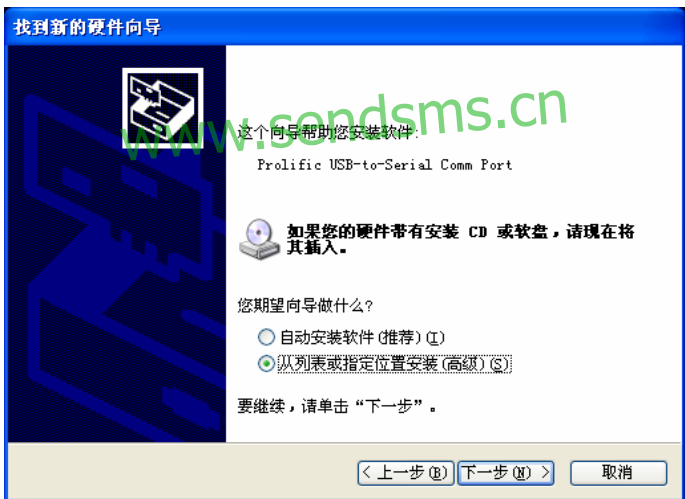 找到新的硬件向导
www.sendsms.cn
这个向导帮助您安装软件:
Prolific USB-to-Serial Comm Port
如果您的硬件带有安装 CD 或软盘，请现在将
其插入。
您期望向导做什么?
自动安装软件(推荐)(I)
从列表或指定位置安装(高级)(S)
要继续，请单击“下一步”。
< 上一步(B) 下一步(N) > 取消